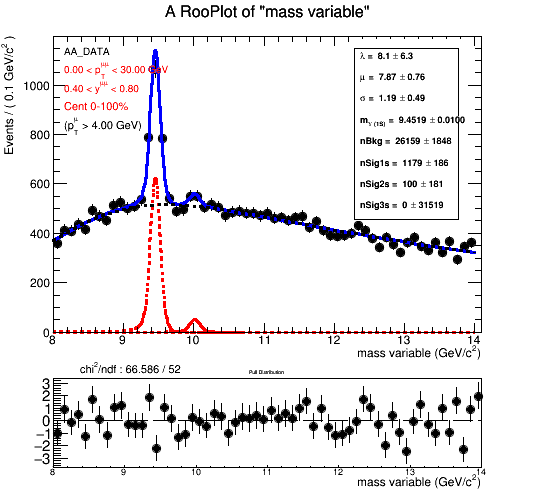 A RooPlot of "mass variable"
Events / ( 0.1 GeV/c² )
AA_DATA
0.00 < p_T^μμ < 30.00 GeV
0.40 < y^μμ < 0.80
Cent 0-100%
(p_T^μ > 4.00 GeV)
λ = 8.1 ± 6.3
μ = 7.87 ± 0.76
σ = 1.19 ± 0.49
m_ϒ(1S) = 9.4519 ± 0.0100
nBkg = 26159 ± 1848
nSig1s = 1179 ± 186
nSig2s = 100 ± 181
nSig3s = 0 ± 31519
1000
800
600
400
200
0
8 9 10 11 12 13 14
mass variable (GeV/c²)
chi²/ndf : 66.586 / 52
Pull Distribution
3
2
1
0
−1
−2
−3
8 9 10 11 12 13 14
mass variable (GeV/c²)